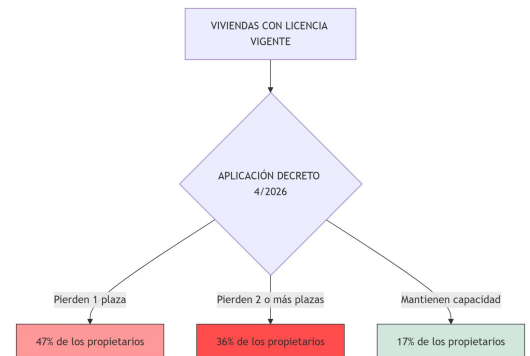 VIVIENDAS CON LICENCIA
VIGENTE
APLICACIÓN DECRETO
4/2026
Pierden 1 plaza
Pierden 2 o más plazas
Mantienen capacidad
47% de los propietarios
36% de los propietarios
17% de los propietarios